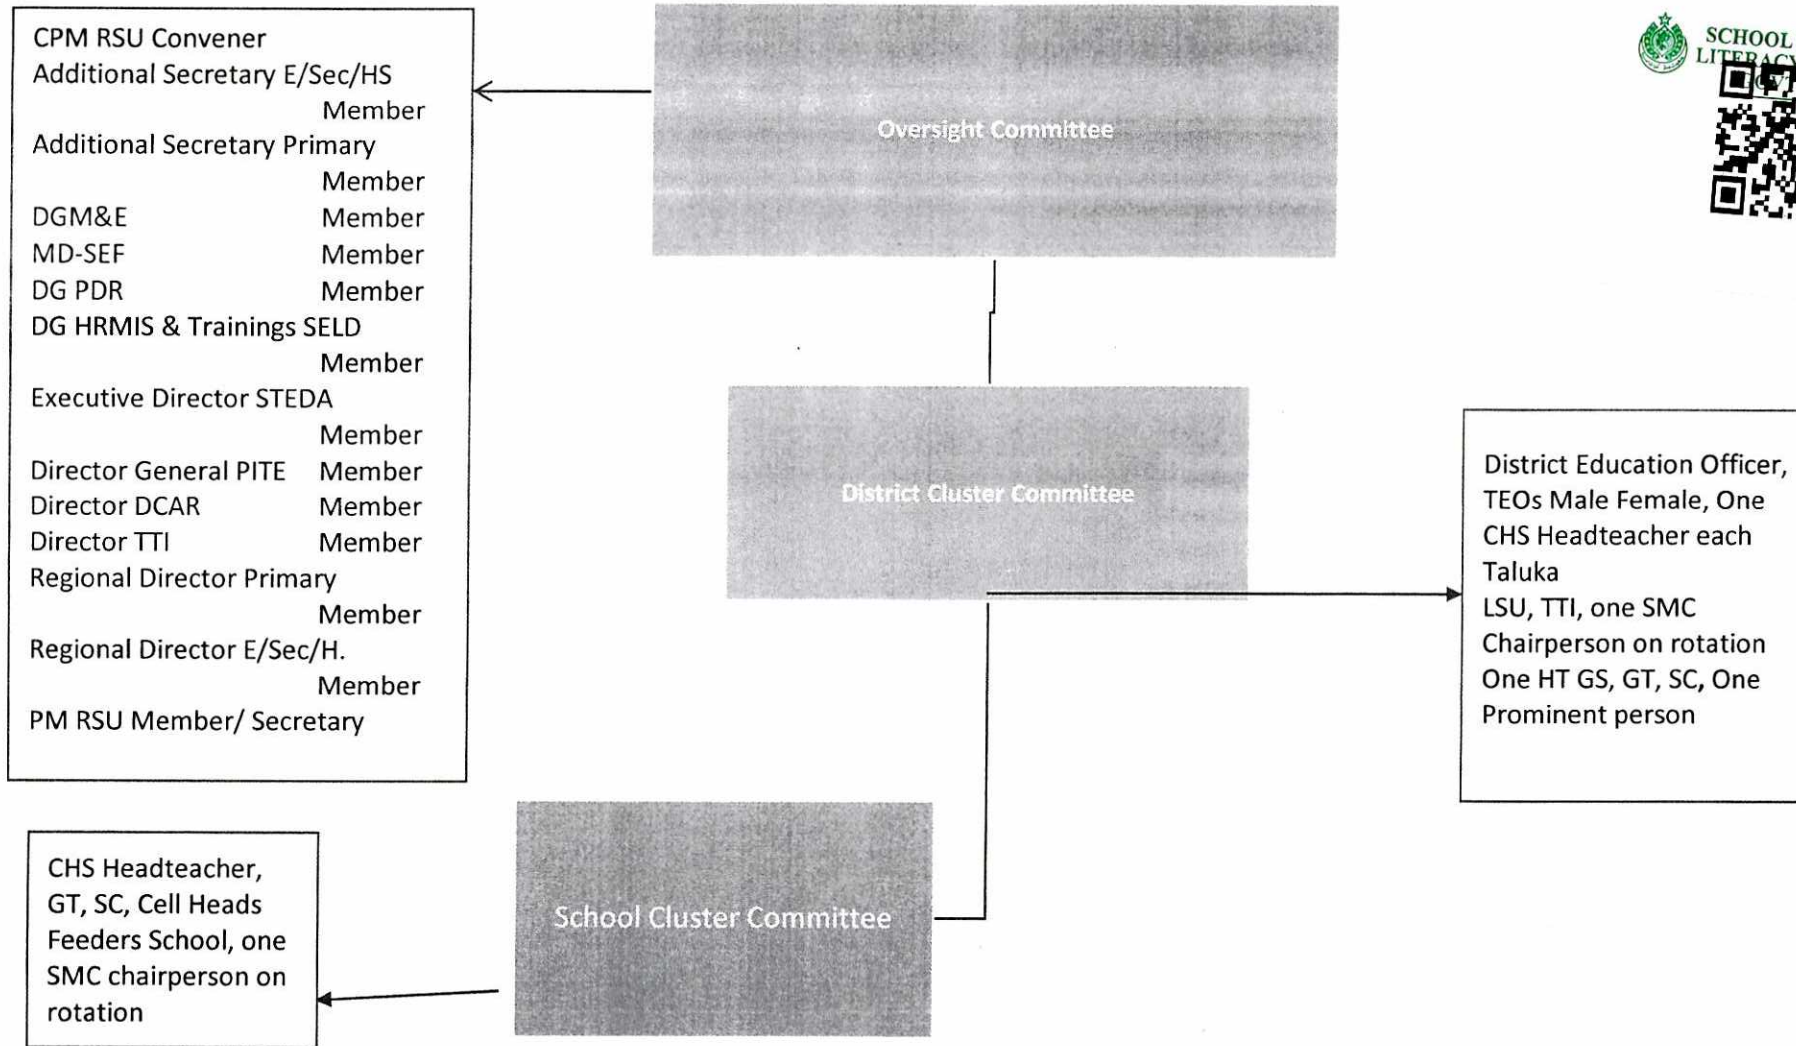 CPM RSU Convener
Additional Secretary E/Sec/HS
Member
Additional Secretary Primary
Member
DGM&E Member
MD-SEF Member
DG PDR Member
DG HRMIS & Trainings SELD
Member
Executive Director STEDA
Member
Director General PITE Member
Director DCAR Member
Director TTI Member
Regional Director Primary
Member
Regional Director E/Sec/H.
Member
PM RSU Member/ Secretary
Oversight Committee
SCHOOL
LITERACY
District Cluster Committee
District Education Officer,
TEOs Male Female, One
CHS Headteacher each
Taluka
LSU, TTI, one SMC
Chairperson on rotation
One HT GS, GT, SC, One
Prominent person
School Cluster Committee
CHS Headteacher,
GT, SC, Cell Heads
Feeders School, one
SMC chairperson on
rotation